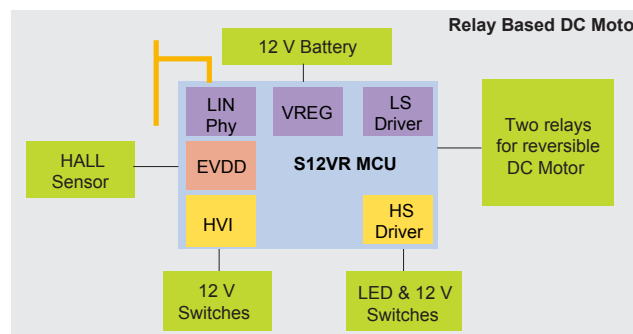 Relay Based DC Moto
12 V Battery
LIN
Phy
VREG
LS
Driver
Two relays
for reversible
DC Motor
HALL
Sensor
EVDD
S12VR MCU
HVI
HS
Driver
12 V
Switches
LED & 12 V
Switches